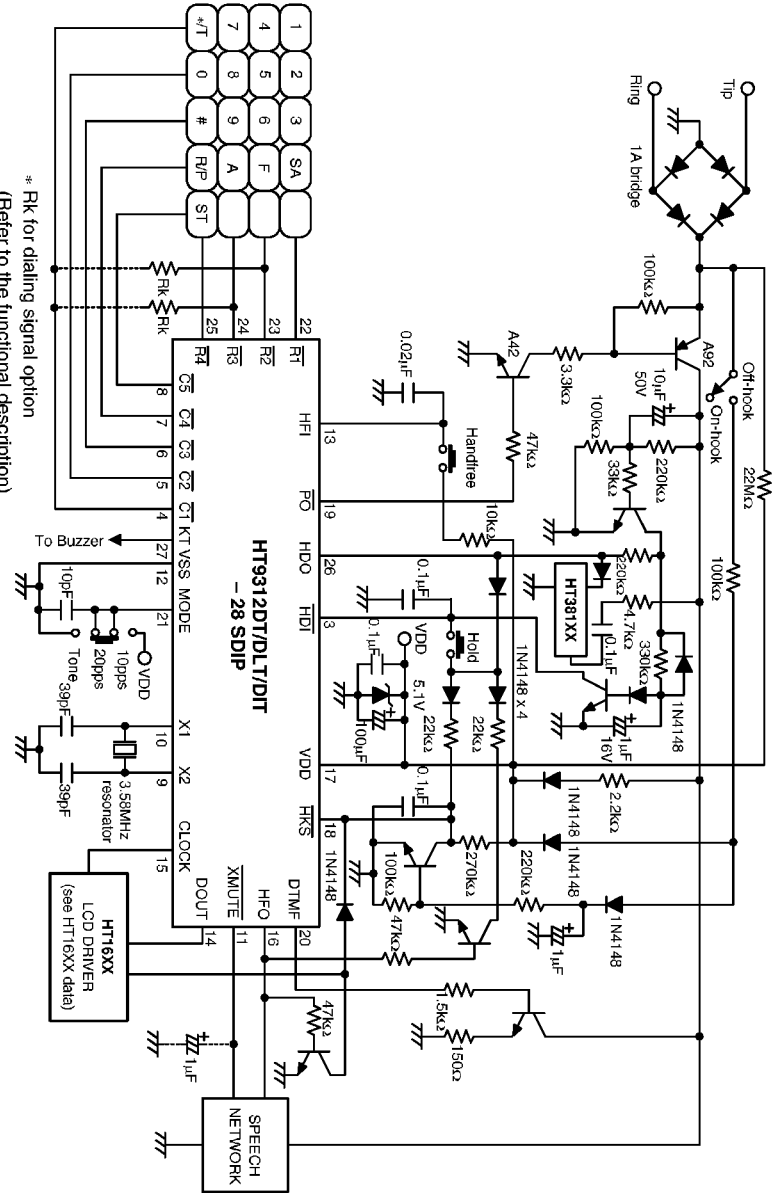 Tip
Ring
1A bridge
22MΩ
Off-hook
On-hook
100kΩ
A92
100kΩ
10μF
50V
220kΩ
100kΩ
33kΩ
3.3kΩ
A42
47kΩ
HT381XX
220kΩ
4.7kΩ
0.1μF
330kΩ
1N4148
1μF
16V
2.2kΩ
1N4148
1N4148
1N4148
220kΩ
1μF
270kΩ
100kΩ
47kΩ
1.5kΩ
150Ω
1N4148 x 4
22kΩ
22kΩ
Hold
0.1μF
10kΩ
Handfree
0.02μF
VDD
5.1V
0.1μF
100μF
0.1μF
1N4148
47kΩ
1 2 3 SA
4 5 6 F
7 8 9 A
*/T 0 # R/P ST
Rk
Rk
22 23 24 25
R1 R2 R3 R4
13 19 26 3 17 18 20 16 11 14
HFI PO HDO HDI VDD HKS DTMF HFO XMUTE DOUT
HT9312DT/DLT/DIT
– 28 SDIP
C5 C4 C3 C2 C1 KT VSS MODE X1 X2 CLOCK
8 7 6 5 4 27 12 21 10 9 15
To Buzzer
10pF
VDD
10pps
20pps
Tone
39pF
39pF
3.58MHz
resonator
HT16XX
LCD DRIVER
(see HT16XX data)
1μF
SPEECH
NETWORK
* Rk for dialing signal option
(Refer to the functional description)